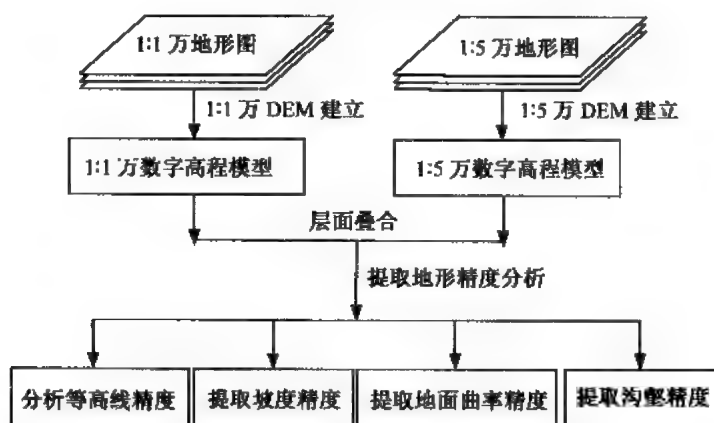 1:1 万地形图
1:5 万地形图
1:1 万 DEM 建立
1:5 万 DEM 建立
1:1 万数字高程模型
1:5 万数字高程模型
层面叠合
提取地形精度分析
分析等高线精度
提取坡度精度
提取地面曲率精度
提取沟壑精度